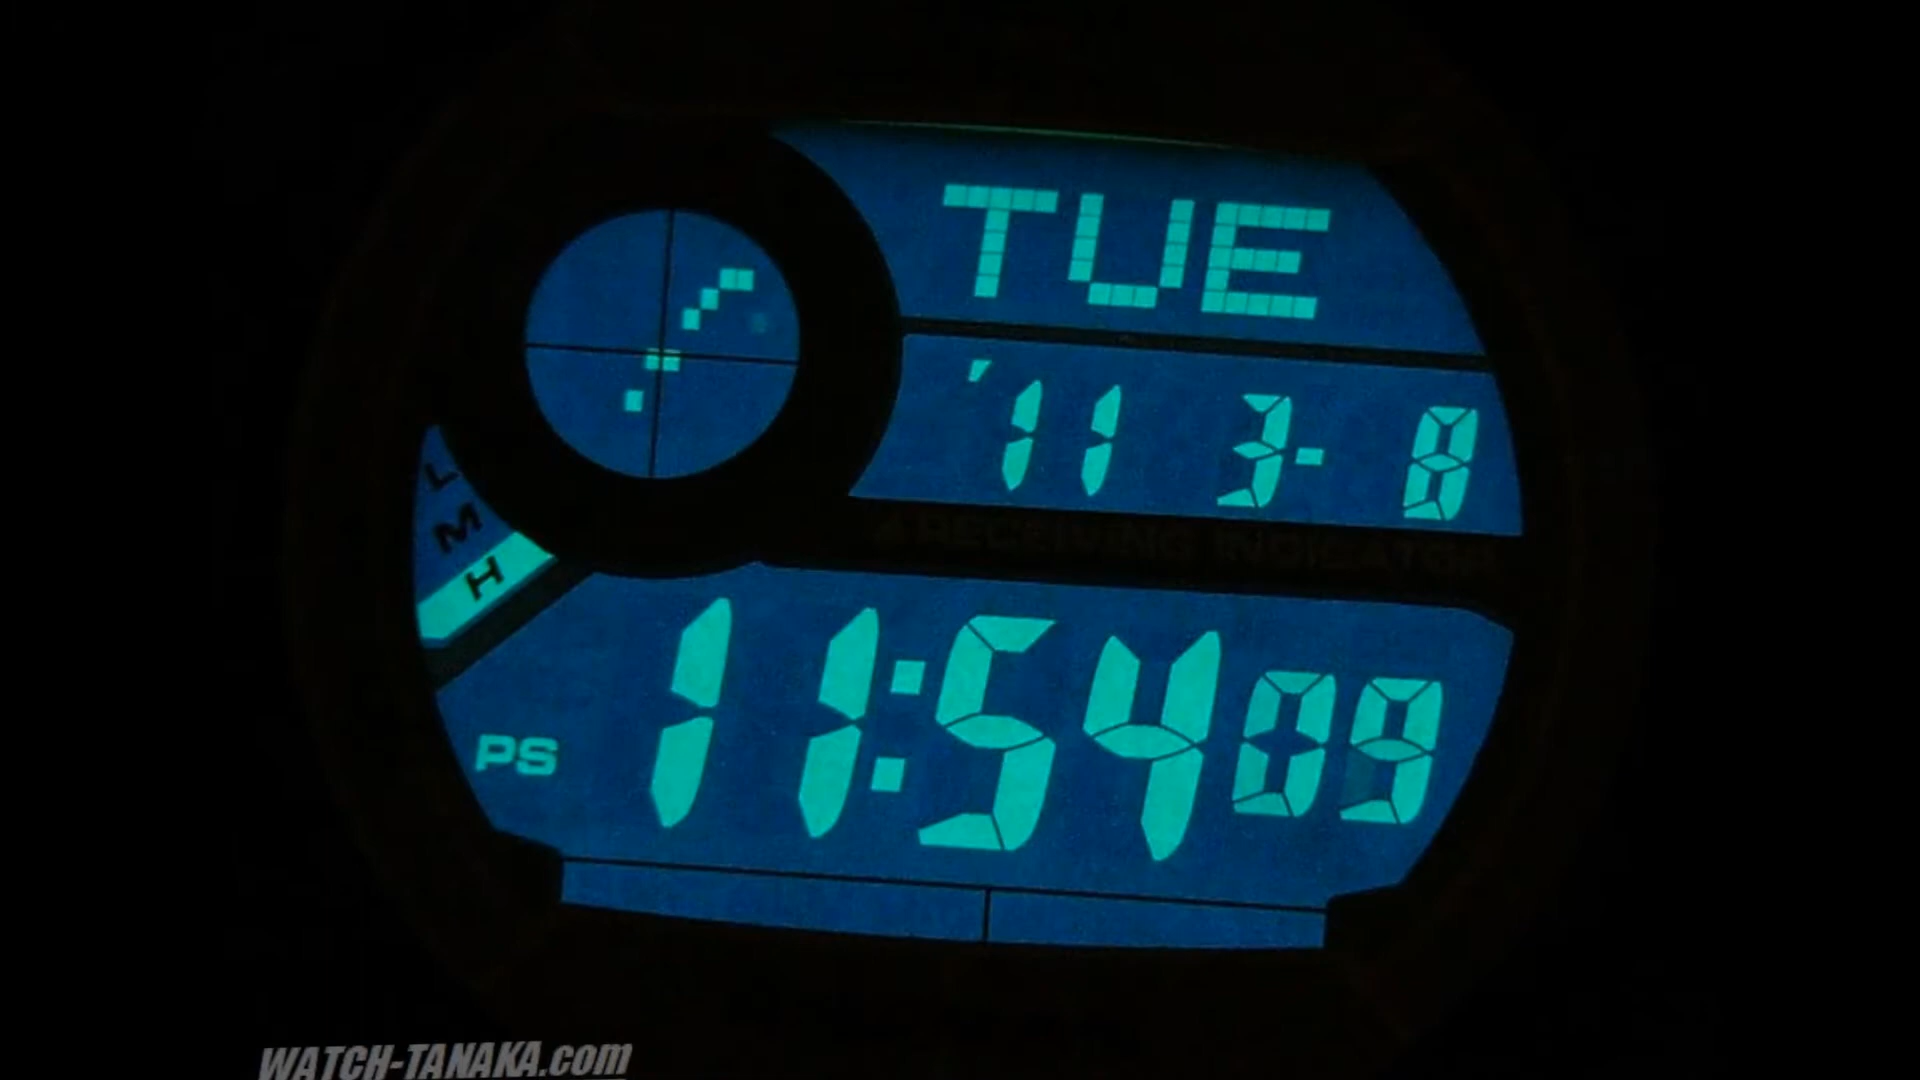 TUE
'11 3-8
L
M
H
RECEIVING INDICATOR
PS 11:54 09
WATCH-TANAKA.com